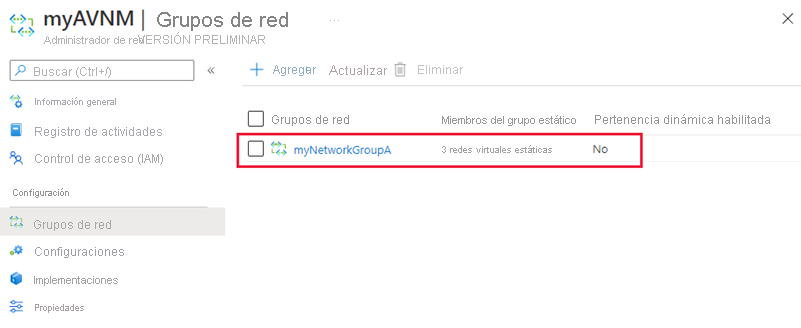 myAVNM | Grupos de red ...
Administrador de red VERSIÓN PRELIMINAR
Buscar (Ctrl+/)
«
Agregar Actualizar Eliminar
Información general
Registro de actividades
Control de acceso (IAM)
Configuración
Grupos de red
Configuraciones
Implementaciones
Propiedades
Grupos de red Miembros del grupo estático Pertenencia dinámica habilitada
myNetworkGroupA 3 redes virtuales estáticas No